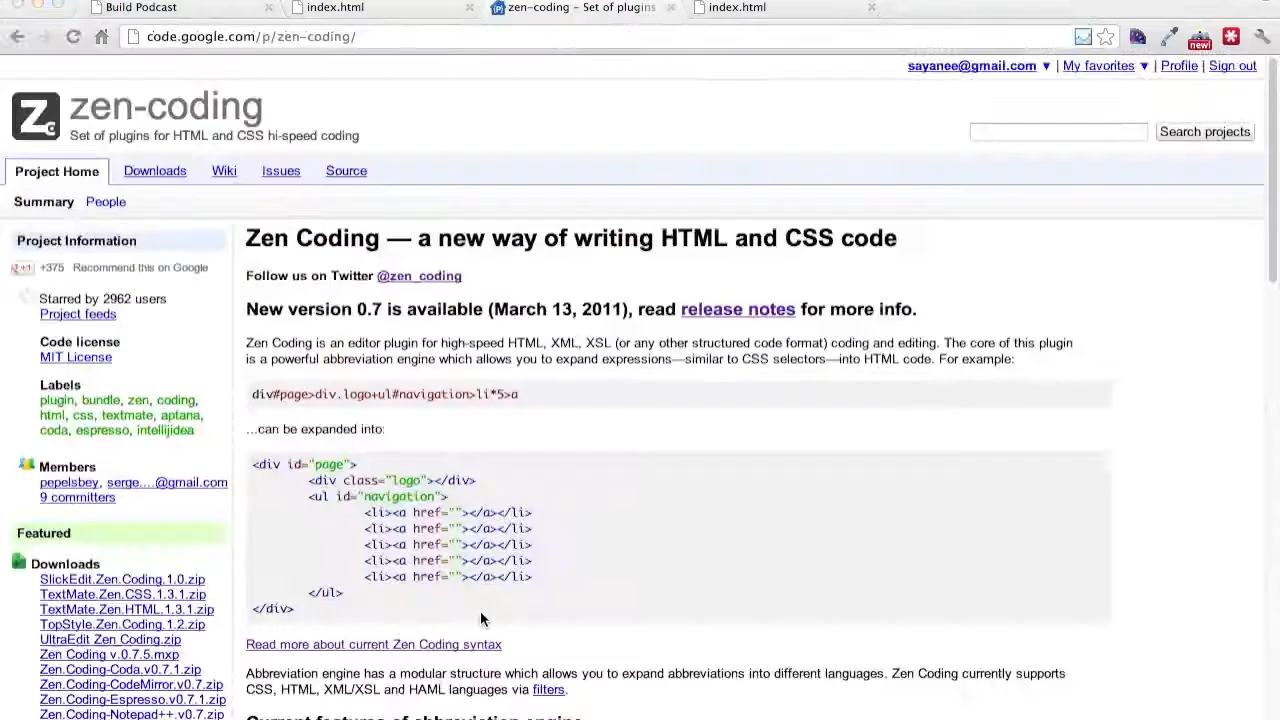 Build Podcast
index.html
zen-coding - Set of plugins
index.html
code.google.com/p/zen-coding/
new!
sayanee@gmail.com ▼ | My favorites ▼ | Profile | Sign out
zen-coding
Set of plugins for HTML and CSS hi-speed coding
Search projects
Project Home
Downloads
Wiki
Issues
Source
Summary
People
Project Information
+1
+375 Recommend this on Google
Starred by 2962 users
Project feeds
Code license
MIT License
Labels
plugin, bundle, zen, coding,
html, css, textmate, aptana,
coda, espresso, intellijidea
Members
pepelsbey, serge....@gmail.com
9 committers
Featured
Downloads
SlickEdit.Zen.Coding.1.0.zip
TextMate.Zen.CSS.1.3.1.zip
TextMate.Zen.HTML.1.3.1.zip
TopStyle.Zen.Coding.1.2.zip
UltraEdit Zen Coding.zip
Zen Coding v.0.7.5.mxp
Zen.Coding-Coda.v0.7.1.zip
Zen.Coding-CodeMirror.v0.7.zip
Zen.Coding-Espresso.v0.7.1.zip
Zen.Coding-Notepad++.v0.7.zip
Zen Coding — a new way of writing HTML and CSS code
Follow us on Twitter @zen_coding
New version 0.7 is available (March 13, 2011), read release notes for more info.
Zen Coding is an editor plugin for high-speed HTML, XML, XSL (or any other structured code format) coding and editing. The core of this plugin
is a powerful abbreviation engine which allows you to expand expressions—similar to CSS selectors—into HTML code. For example:
div#page>div.logo+ul#navigation>li*5>a
...can be expanded into:
<div id="page">
<div class="logo"></div>
<ul id="navigation">
<li><a href=""></a></li>
<li><a href=""></a></li>
<li><a href=""></a></li>
<li><a href=""></a></li>
<li><a href=""></a></li>
</ul>
</div>
Read more about current Zen Coding syntax
Abbreviation engine has a modular structure which allows you to expand abbreviations into different languages. Zen Coding currently supports
CSS, HTML, XML/XSL and HAML languages via filters.
Current features of abbreviation engine